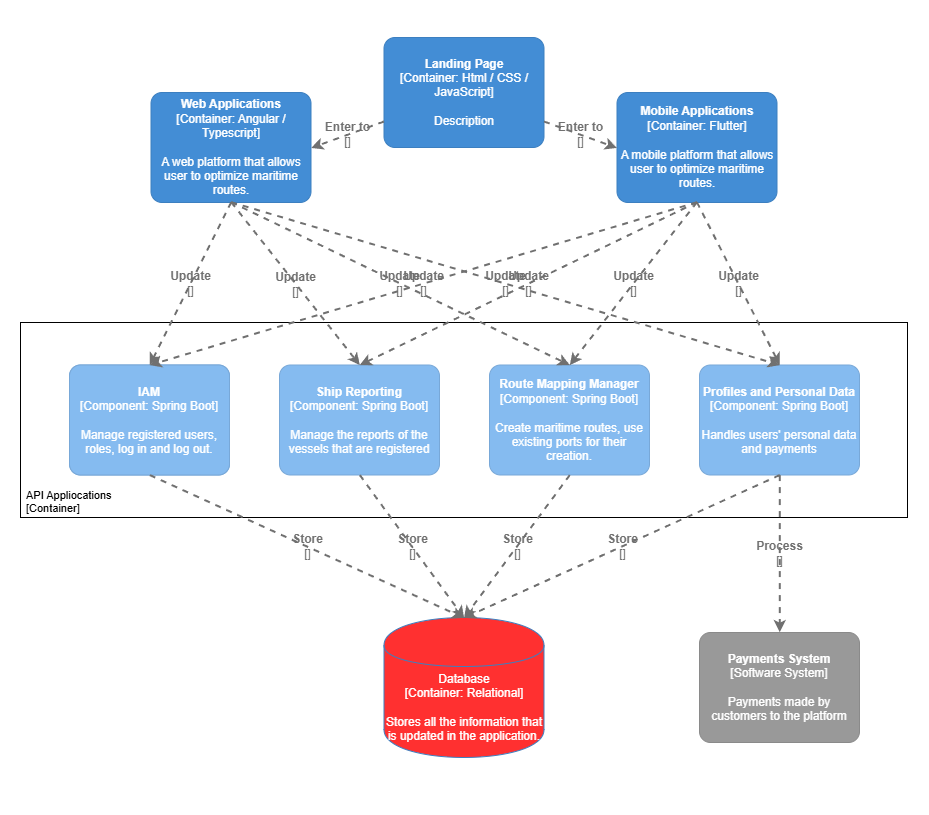 Landing Page
[Container: Html / CSS /
JavaScript]
Description
Web Applications
[Container: Angular /
Typescript]
A web platform that allows
user to optimize maritime
routes.
Mobile Applications
[Container: Flutter]
A mobile platform that allows
user to optimize maritime
routes.
Enter to
[]
Enter to
[]
Update
[]
Update
[]
Update
[]
Update
[]
Update
[]
Update
[]
Update
[]
Update
[]
IAM
[Component: Spring Boot]
Manage registered users,
roles, log in and log out.
Ship Reporting
[Component: Spring Boot]
Manage the reports of the
vessels that are registered
Route Mapping Manager
[Component: Spring Boot]
Create maritime routes, use
existing ports for their
creation.
Profiles and Personal Data
[Component: Spring Boot]
Handles users' personal data
and payments
API Appliocations
[Container]
Store
[]
Store
[]
Store
[]
Store
[]
Process
[]
Database
[Container: Relational]
Stores all the information that
is updated in the application.
Payments System
[Software System]
Payments made by
customers to the platform